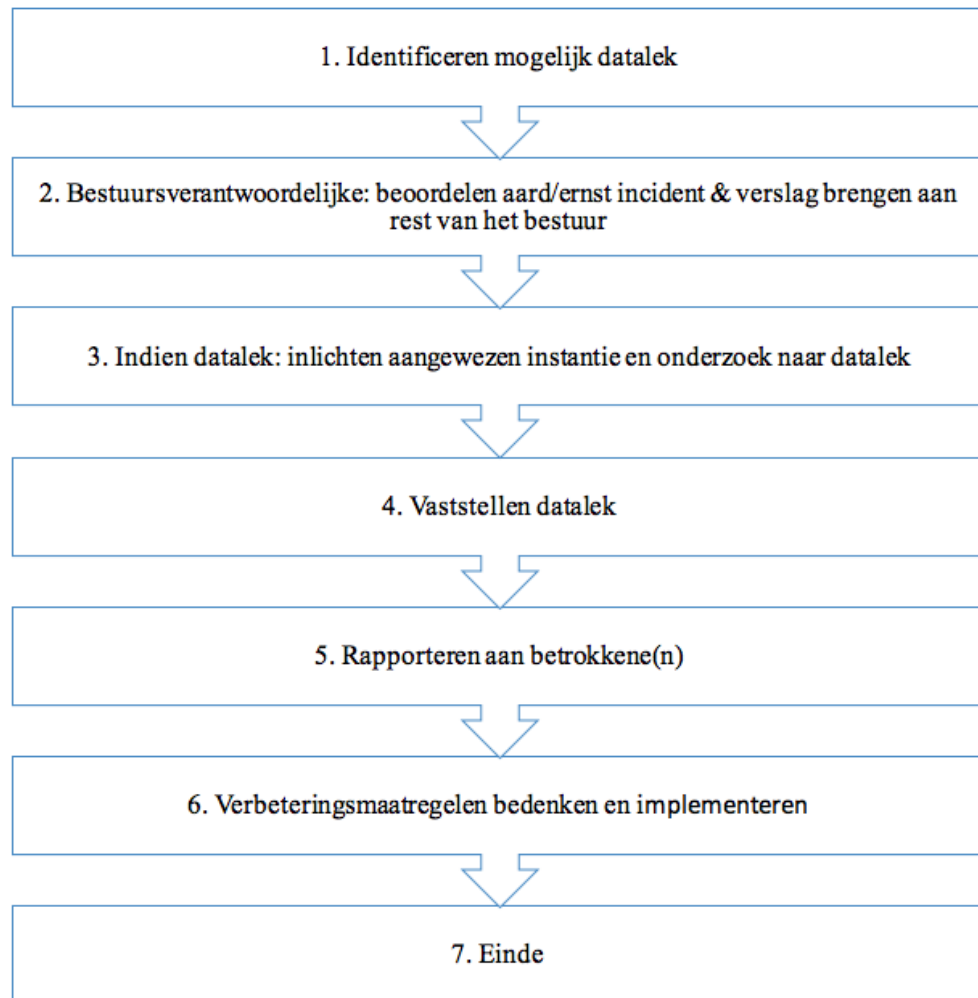 1. Identificeren mogelijk datalek
2. Bestuursverantwoordelijke: beoordelen aard/ernst incident & verslag brengen aan
rest van het bestuur
3. Indien datalek: inlichten aangewezen instantie en onderzoek naar datalek
4. Vaststellen datalek
5. Rapporteren aan betrokkene(n)
6. Verbeteringsmaatregelen bedenken en implementeren
7. Einde